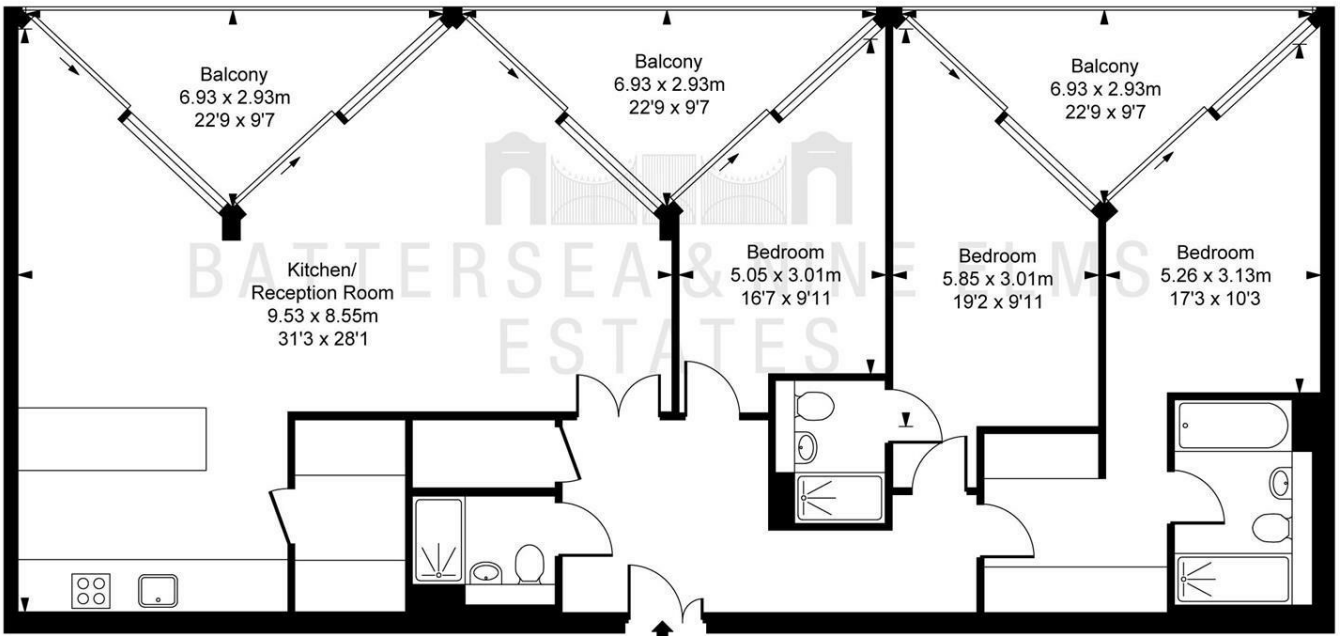 Balcony
6.93 x 2.93m
22'9 x 9'7
Balcony
6.93 x 2.93m
22'9 x 9'7
Balcony
6.93 x 2.93m
22'9 x 9'7
BATTERSEA & NINE ELMS
ESTATES
Kitchen/
Reception Room
9.53 x 8.55m
31'3 x 28'1
Bedroom
5.05 x 3.01m
16'7 x 9'11
Bedroom
5.85 x 3.01m
19'2 x 9'11
Bedroom
5.26 x 3.13m
17'3 x 10'3